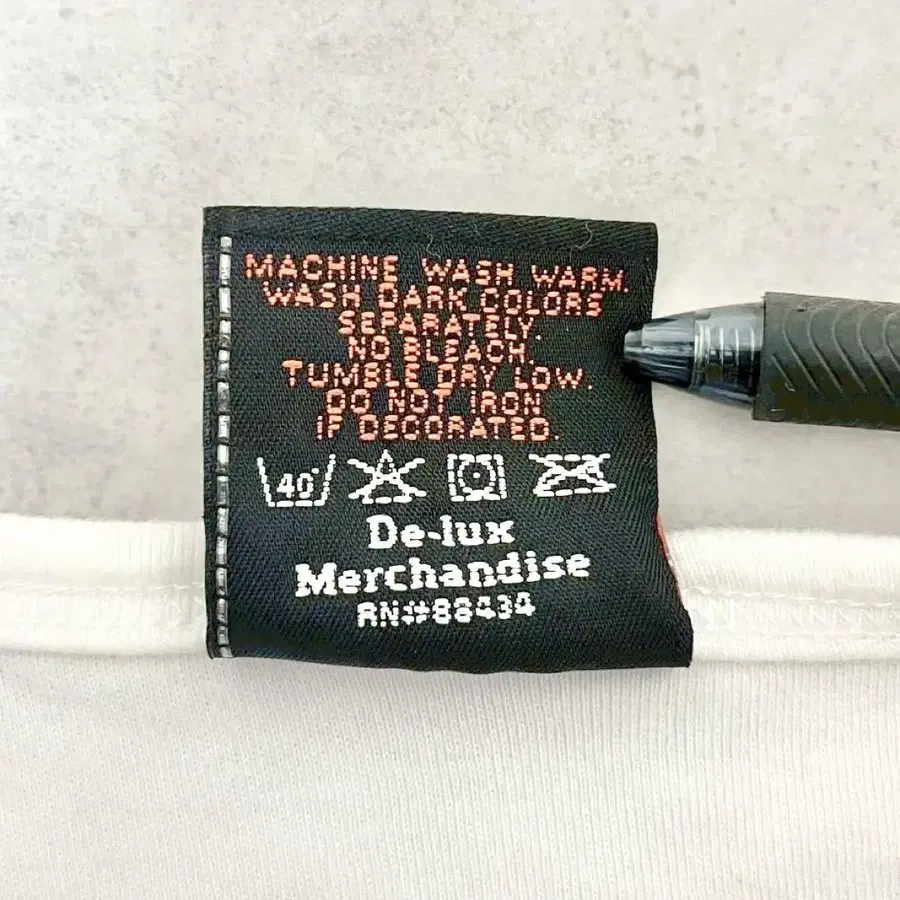 MACHINE WASH WARM.
WASH DARK COLORS
SEPARATELY
NO BLEACH.
TUMBLE DRY LOW.
DO NOT IRON
IF DECORATED.
40°
De-lux
Merchandise
RN#88434